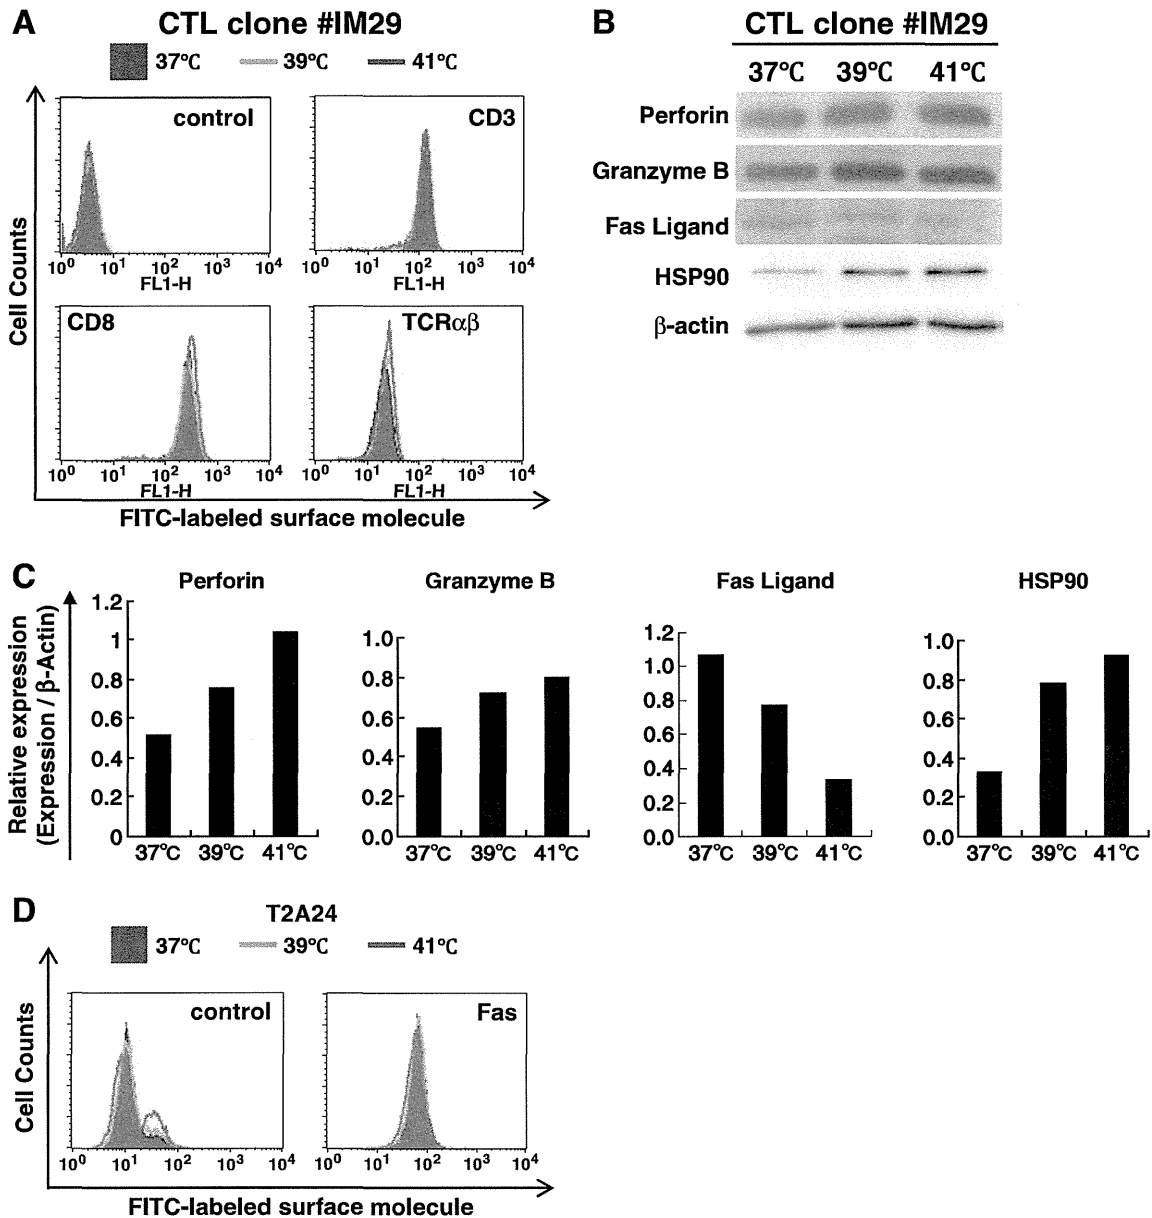 A
CTL clone #IM29
37℃ 39℃ 41℃
Cell Counts
control
10⁰ 10¹ 10² 10³ 10⁴
FL1-H
CD3
10⁰ 10¹ 10² 10³ 10⁴
FL1-H
CD8
10⁰ 10¹ 10² 10³ 10⁴
FL1-H
TCRαβ
10⁰ 10¹ 10² 10³ 10⁴
FL1-H
FITC-labeled surface molecule
B
CTL clone #IM29
37℃ 39℃ 41℃
Perforin
Granzyme B
Fas Ligand
HSP90
β-actin
C
Relative expression
(Expression / β-Actin)
Perforin
1.2
1
0.8
0.6
0.4
0.2
0
37℃ 39℃ 41℃
Granzyme B
1.0
0.8
0.6
0.4
0.2
0.0
37℃ 39℃ 41℃
Fas Ligand
1.2
1.0
0.8
0.6
0.4
0.2
0.0
37℃ 39℃ 41℃
HSP90
1.0
0.8
0.6
0.4
0.2
0.0
37℃ 39℃ 41℃
D
T2A24
37℃ 39℃ 41℃
Cell Counts
control
10⁰ 10¹ 10² 10³ 10⁴
Fas
10⁰ 10¹ 10² 10³ 10⁴
FITC-labeled surface molecule